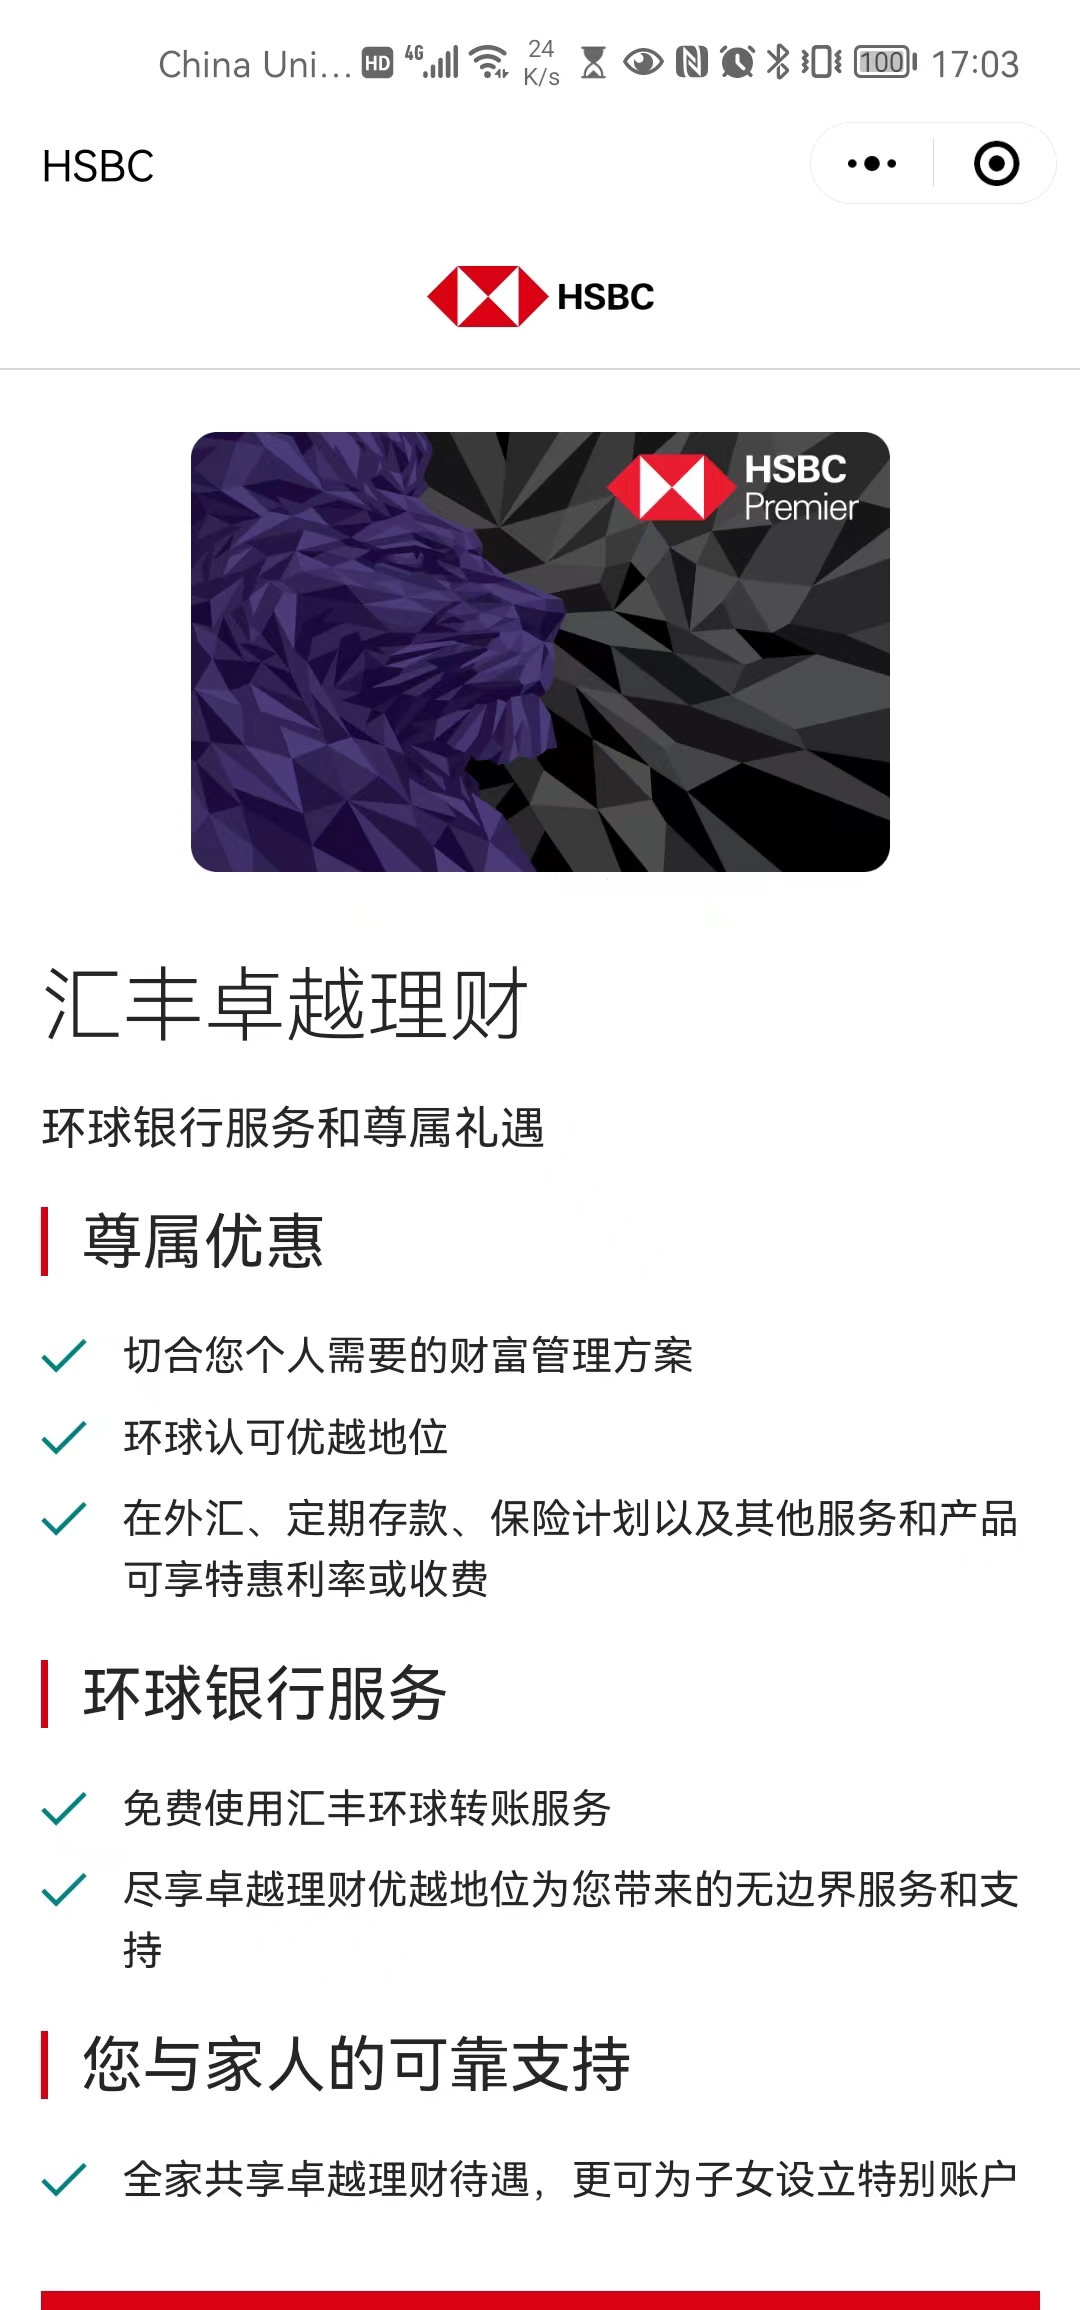 China Uni... HD 4G 24 K/s 100 17:03
HSBC
HSBC
HSBC
Premier
汇丰卓越理财
环球银行服务和尊属礼遇
尊属优惠
切合您个人需要的财富管理方案
环球认可优越地位
在外汇、定期存款、保险计划以及其他服务和产品
可享特惠利率或收费
环球银行服务
免费使用汇丰环球转账服务
尽享卓越理财优越地位为您带来的无边界服务和支
持
您与家人的可靠支持
全家共享卓越理财待遇，更可为子女设立特别账户